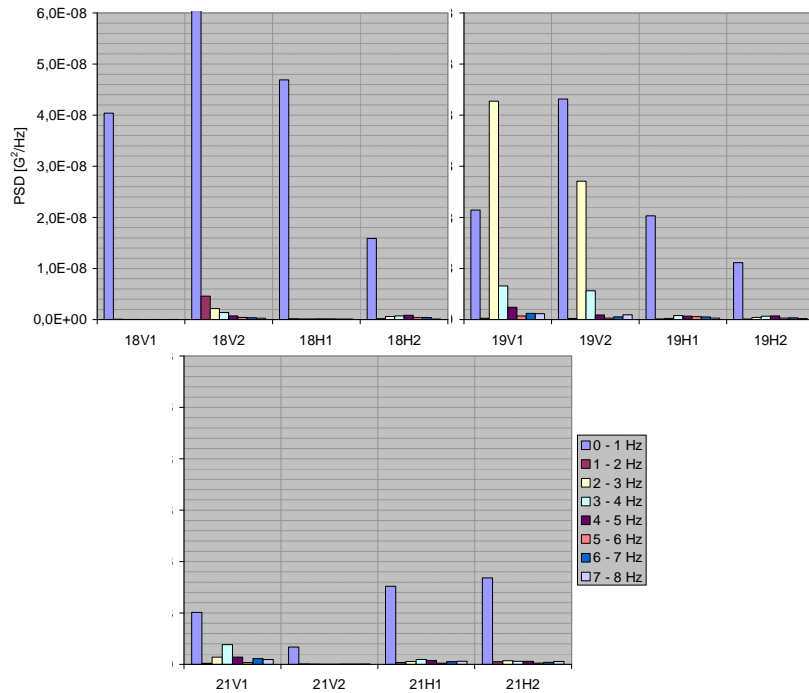 6,0E-08
5,0E-08
4,0E-08
3,0E-08
2,0E-08
1,0E-08
0,0E+00
PSD [G²/Hz]
18V1 18V2 18H1 18H2
19V1 19V2 19H1 19H2
0 - 1 Hz
1 - 2 Hz
2 - 3 Hz
3 - 4 Hz
4 - 5 Hz
5 - 6 Hz
6 - 7 Hz
7 - 8 Hz
21V1 21V2 21H1 21H2